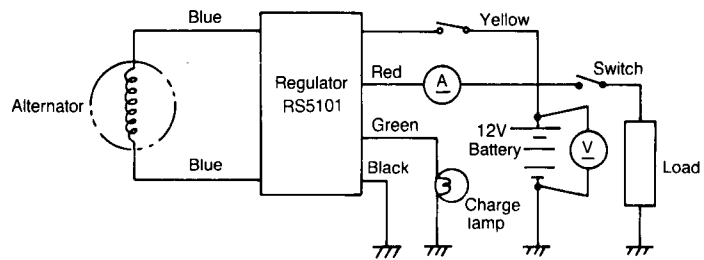 Blue
Yellow
Regulator
RS5101
Red
A
Switch
Alternator
Green
12V
Battery
V
Blue
Black
Load
Charge
lamp